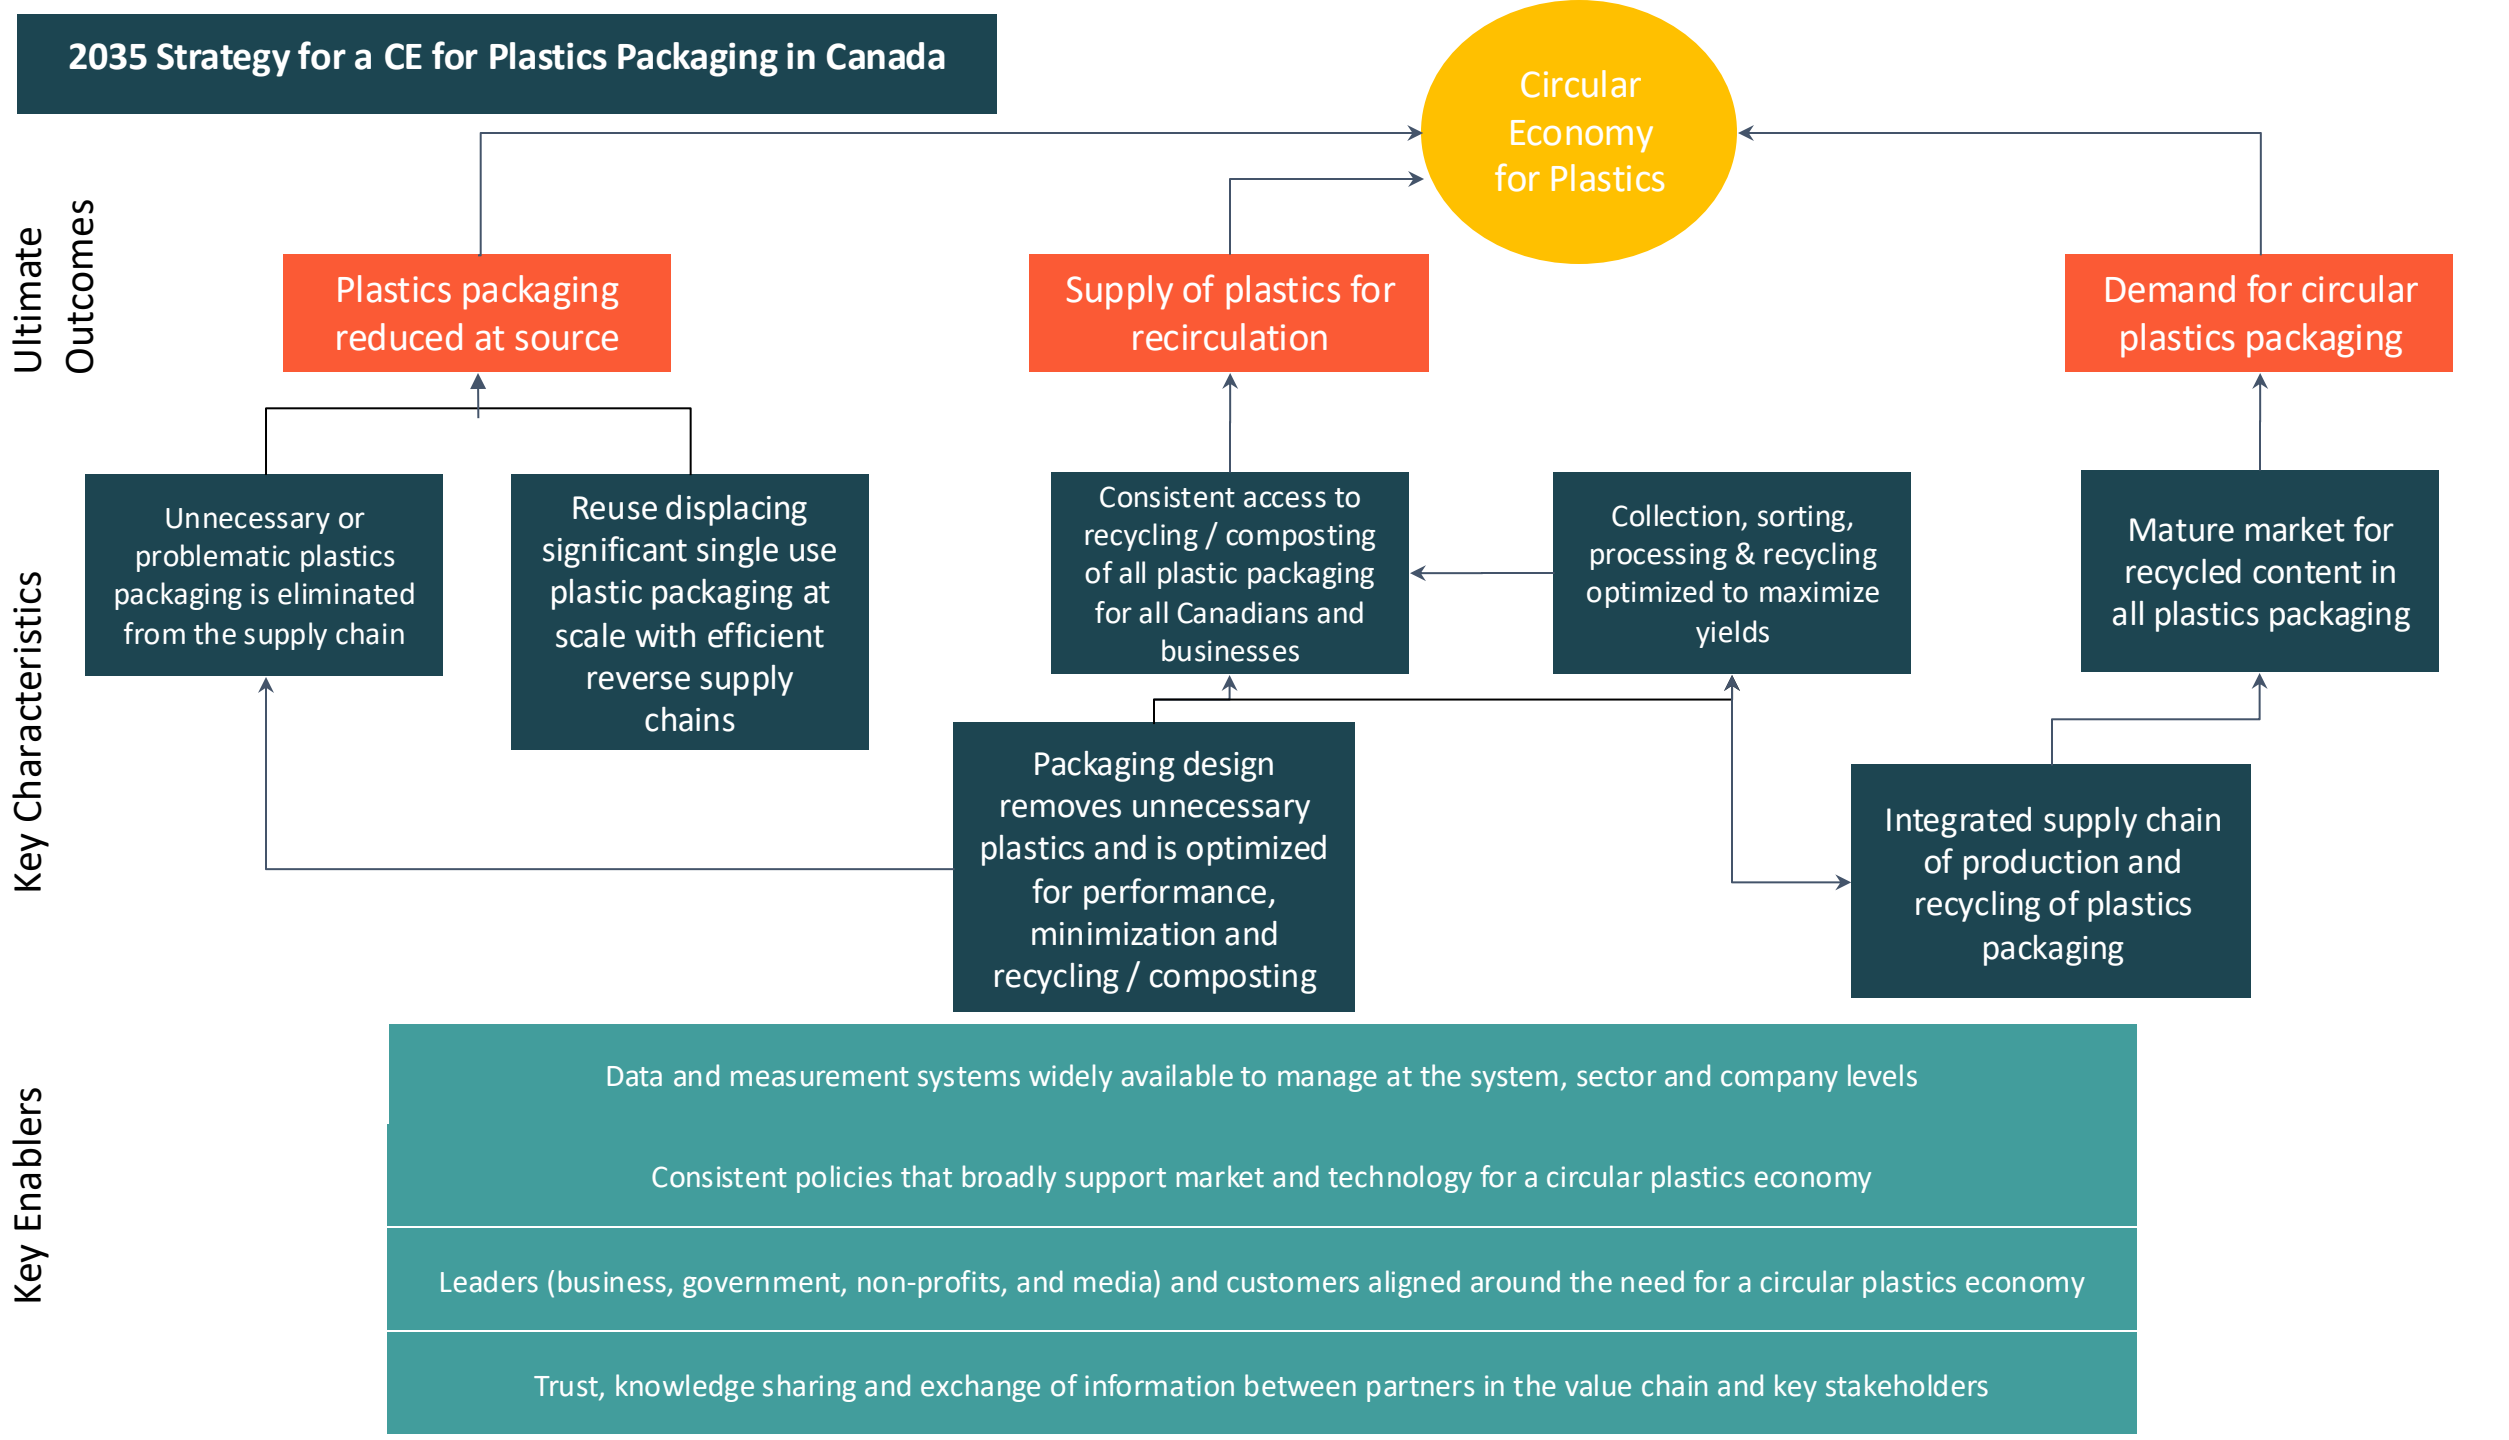 2035 Strategy for a CE for Plastics Packaging in Canada
Circular
Economy
for Plastics
Ultimate
Outcomes
Plastics packaging
reduced at source
Supply of plastics for
recirculation
Demand for circular
plastics packaging
Key Characteristics
Unnecessary or
problematic plastics
packaging is eliminated
from the supply chain
Reuse displacing
significant single use
plastic packaging at
scale with efficient
reverse supply
chains
Consistent access to
recycling / composting
of all plastic packaging
for all Canadians and
businesses
Collection, sorting,
processing & recycling
optimized to maximize
yields
Mature market for
recycled content in
all plastics packaging
Packaging design
removes unnecessary
plastics and is optimized
for performance,
minimization and
recycling / composting
Integrated supply chain
of production and
recycling of plastics
packaging
Key Enablers
Data and measurement systems widely available to manage at the system, sector and company levels
Consistent policies that broadly support market and technology for a circular plastics economy
Leaders (business, government, non-profits, and media) and customers aligned around the need for a circular plastics economy
Trust, knowledge sharing and exchange of information between partners in the value chain and key stakeholders